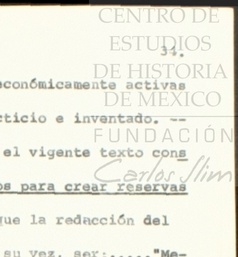 CENTRO DE
ESTUDIOS
34.
DE HISTORIA
económicamente activas
DE MÉXICO
cticio e inventado. --
FUNDACIÓN
el vigente texto cons
Carlos Slim
os para crear reservas
que la redacción del
su vez, ser:....."Me-